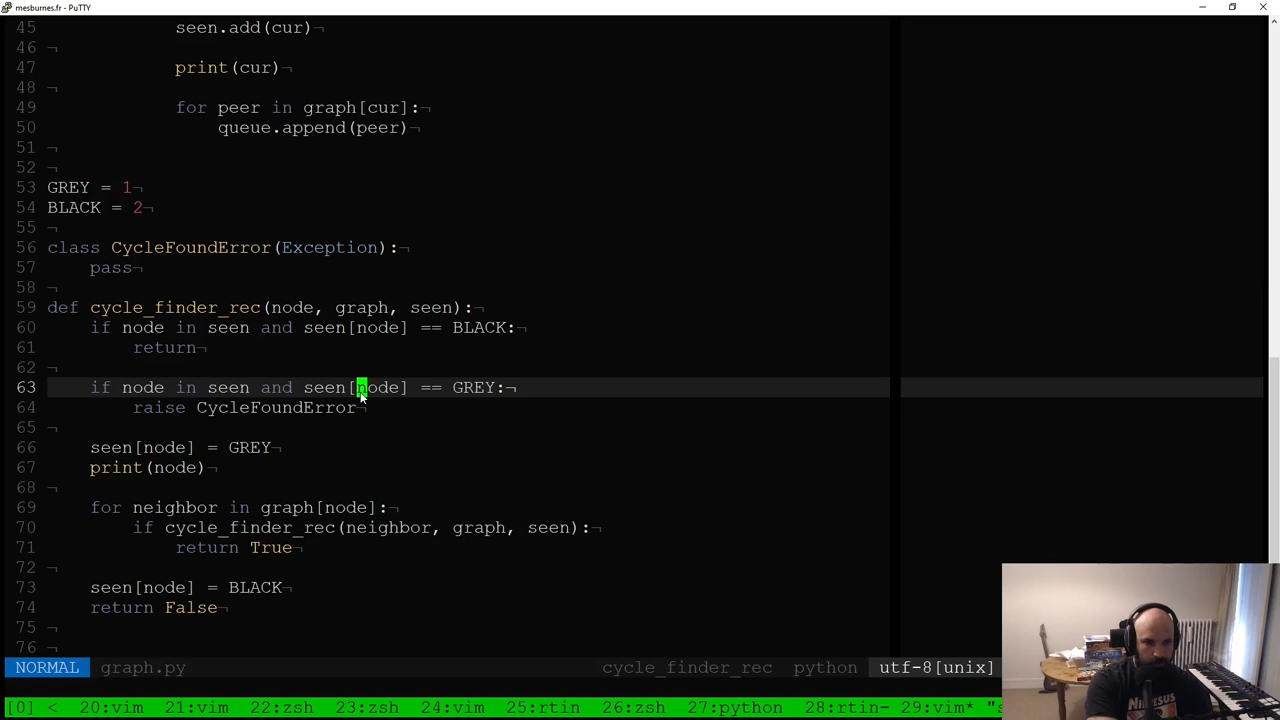 mesburnes.fr - PuTTY
45 seen.add(cur)¬
46 ¬
47 print(cur)¬
48 ¬
49 for peer in graph[cur]:¬
50 queue.append(peer)¬
51 ¬
52 ¬
53 GREY = 1¬
54 BLACK = 2¬
55 ¬
56 class CycleFoundError(Exception):¬
57 pass¬
58 ¬
59 def cycle_finder_rec(node, graph, seen):¬
60 if node in seen and seen[node] == BLACK:¬
61 return¬
62 ¬
63 if node in seen and seen[node] == GREY:¬
64 raise CycleFoundError¬
65 ¬
66 seen[node] = GREY¬
67 print(node)¬
68 ¬
69 for neighbor in graph[node]:¬
70 if cycle_finder_rec(neighbor, graph, seen):¬
71 return True¬
72 ¬
73 seen[node] = BLACK¬
74 return False¬
75 ¬
76 ¬
NORMAL graph.py cycle_finder_rec python utf-8[unix]
[0] < 20:vim 21:vim 22:zsh 23:zsh 24:vim 25:rtin 26:zsh 27:python 28:rtin- 29:vim* "s